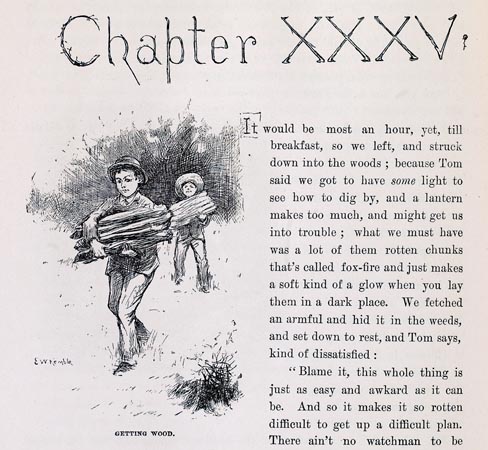 Chapter XXXV.
It would be most an hour, yet, till
breakfast, so we left, and struck
down into the woods ; because Tom
said we got to have some light to
see how to dig by, and a lantern
makes too much, and might get us
into trouble ; what we must have
was a lot of them rotten chunks
that's called fox-fire and just makes
a soft kind of a glow when you lay
them in a dark place. We fetched
an armful and hid it in the weeds,
and set down to rest, and Tom says,
kind of dissatisfied :
"Blame it, this whole thing is
just as easy and awkard as it can
be. And so it makes it so rotten
difficult to get up a difficult plan.
There ain't no watchman to be
E W Kemble
GETTING WOOD.